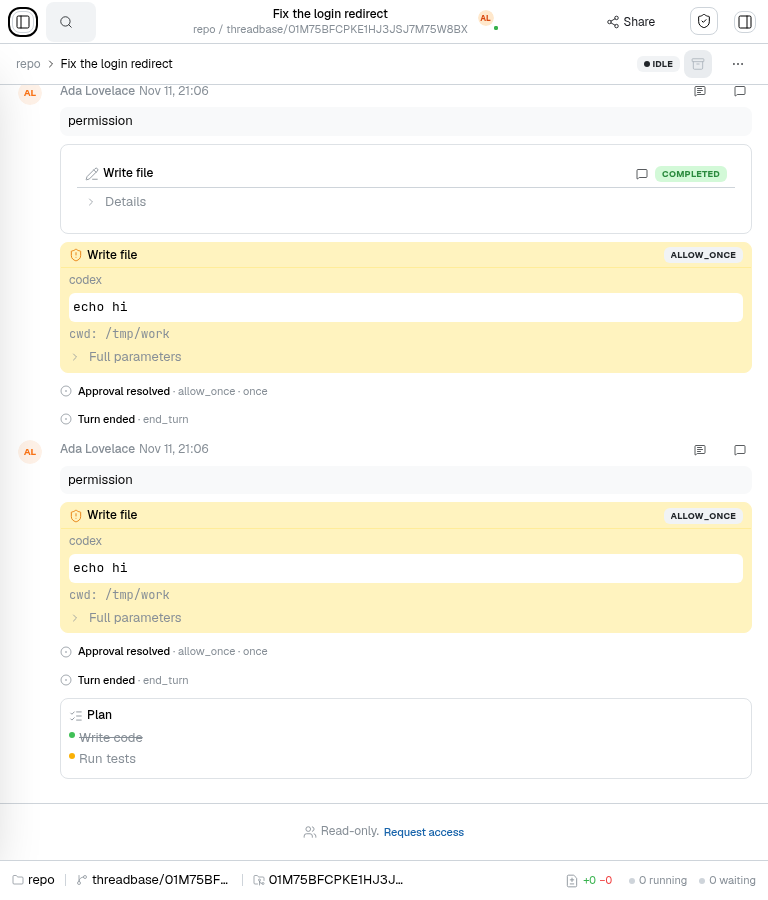 Fix the login redirect
repo / threadbase/01M75BFCPKE1HJ3JSJ7M75W8BX
AL
Share
repo > Fix the login redirect
IDLE
AL
Ada Lovelace Nov 11, 21:06
permission
Write file
COMPLETED
Details
Write file
ALLOW_ONCE
codex
echo hi
cwd: /tmp/work
Full parameters
Approval resolved · allow_once · once
Turn ended · end_turn
AL
Ada Lovelace Nov 11, 21:06
permission
Write file
ALLOW_ONCE
codex
echo hi
cwd: /tmp/work
Full parameters
Approval resolved · allow_once · once
Turn ended · end_turn
Plan
Write code
Run tests
Read-only. Request access
repo
threadbase/01M75BF...
01M75BFCPKE1HJ3J...
+0 −0
0 running
0 waiting